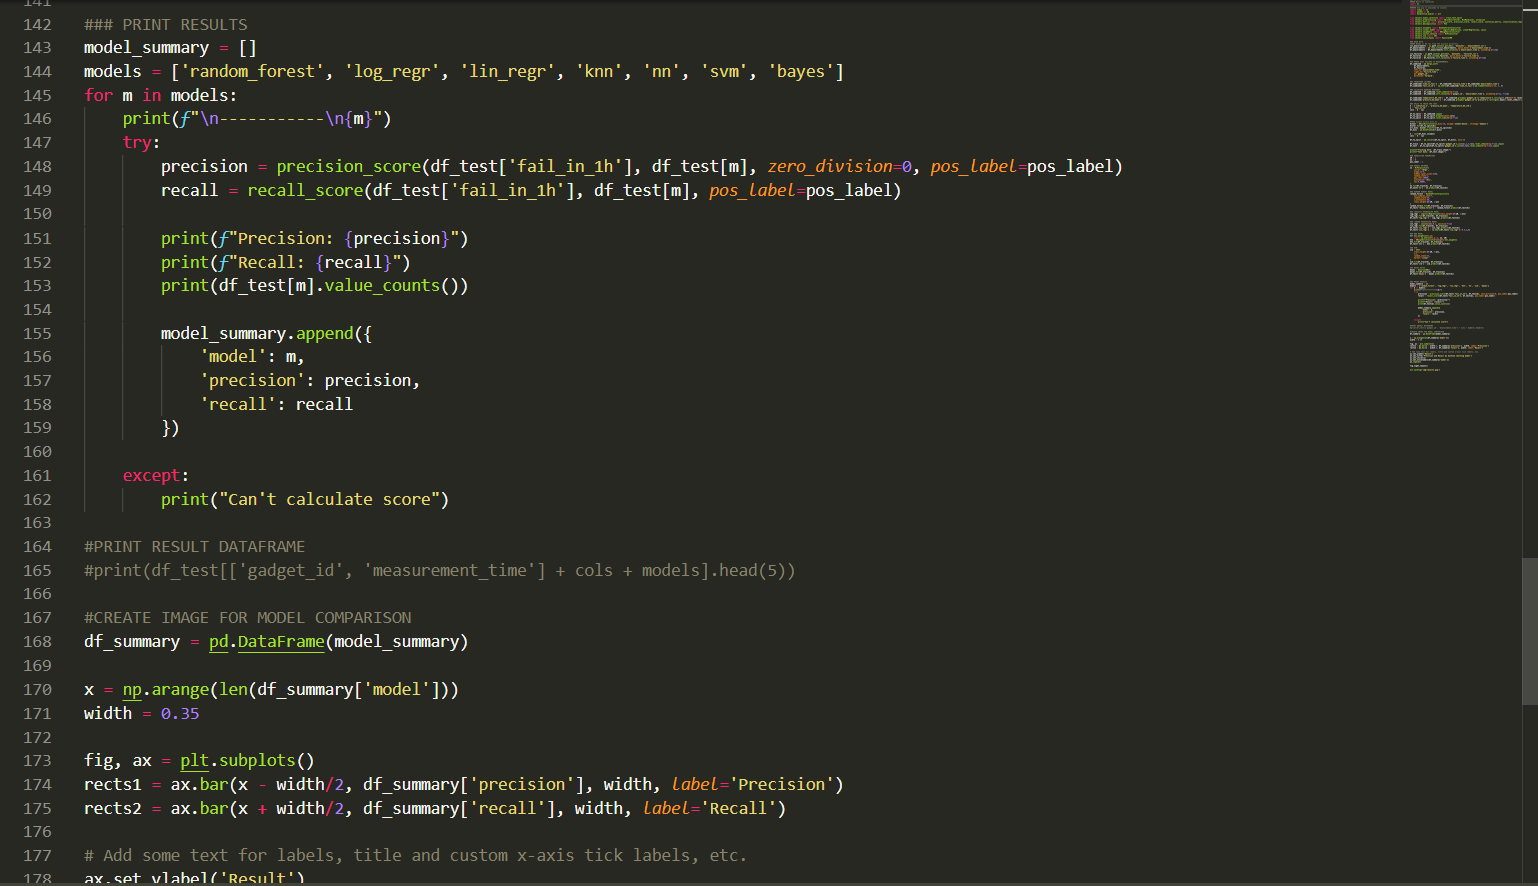 141
142 ### PRINT RESULTS
143 model_summary = []
144 models = ['random_forest', 'log_regr', 'lin_regr', 'knn', 'nn', 'svm', 'bayes']
145 for m in models:
146     print(f"\n-----------\n{m}")
147     try:
148         precision = precision_score(df_test['fail_in_1h'], df_test[m], zero_division=0, pos_label=pos_label)
149         recall = recall_score(df_test['fail_in_1h'], df_test[m], pos_label=pos_label)
150
151         print(f"Precision: {precision}")
152         print(f"Recall: {recall}")
153         print(df_test[m].value_counts())
154
155         model_summary.append({
156             'model': m,
157             'precision': precision,
158             'recall': recall
159         })
160
161     except:
162         print("Can't calculate score")
163
164 #PRINT RESULT DATAFRAME
165 #print(df_test[['gadget_id', 'measurement_time'] + cols + models].head(5))
166
167 #CREATE IMAGE FOR MODEL COMPARISON
168 df_summary = pd.DataFrame(model_summary)
169
170 x = np.arange(len(df_summary['model']))
171 width = 0.35
172
173 fig, ax = plt.subplots()
174 rects1 = ax.bar(x - width/2, df_summary['precision'], width, label='Precision')
175 rects2 = ax.bar(x + width/2, df_summary['recall'], width, label='Recall')
176
177 # Add some text for labels, title and custom x-axis tick labels, etc.
178 ax.set_ylabel('Result')